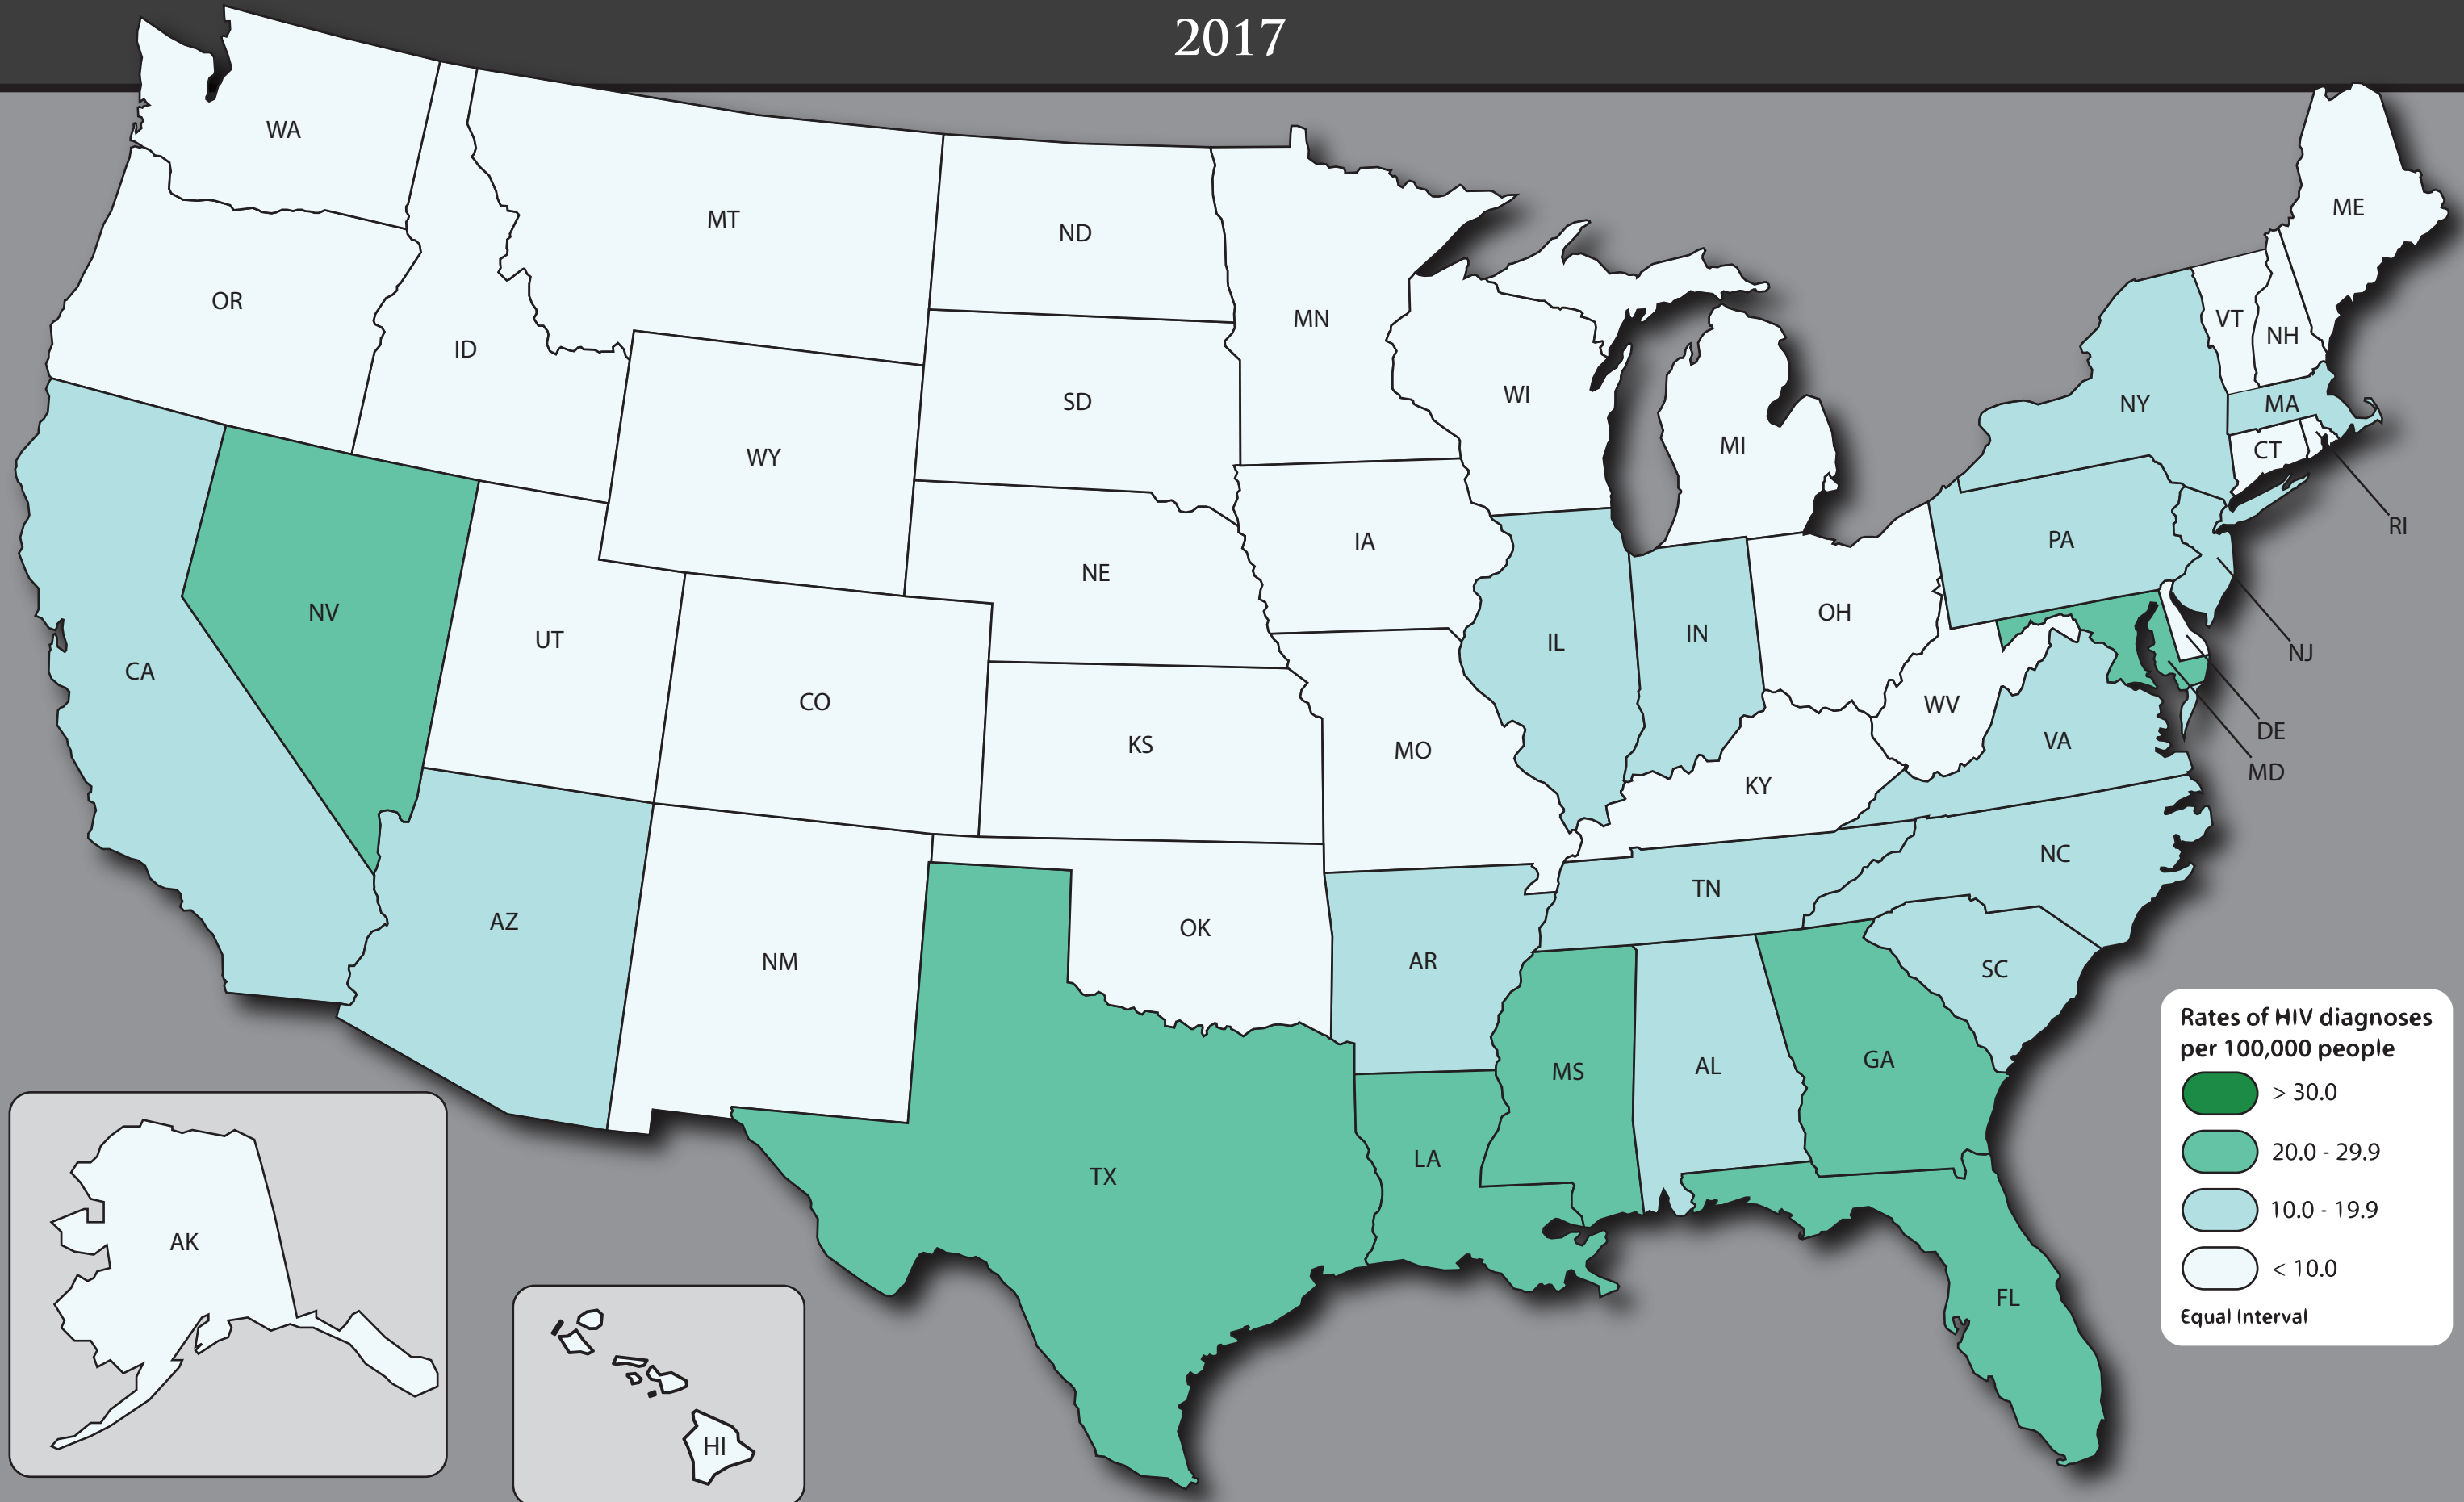 2017
WA
MT
ND
MN
ME
OR
ID
SD
WI
MI
VT
NH
NY
MA
CT
RI
WY
NE
IA
PA
NJ
NV
UT
CO
KS
MO
IL
IN
OH
WV
VA
DE
MD
CA
KY
NC
TN
AZ
NM
OK
AR
SC
MS
AL
GA
LA
TX
FL
AK
HI
Rates of HIV diagnoses
per 100,000 people
> 30.0
20.0 - 29.9
10.0 - 19.9
< 10.0
Equal Interval